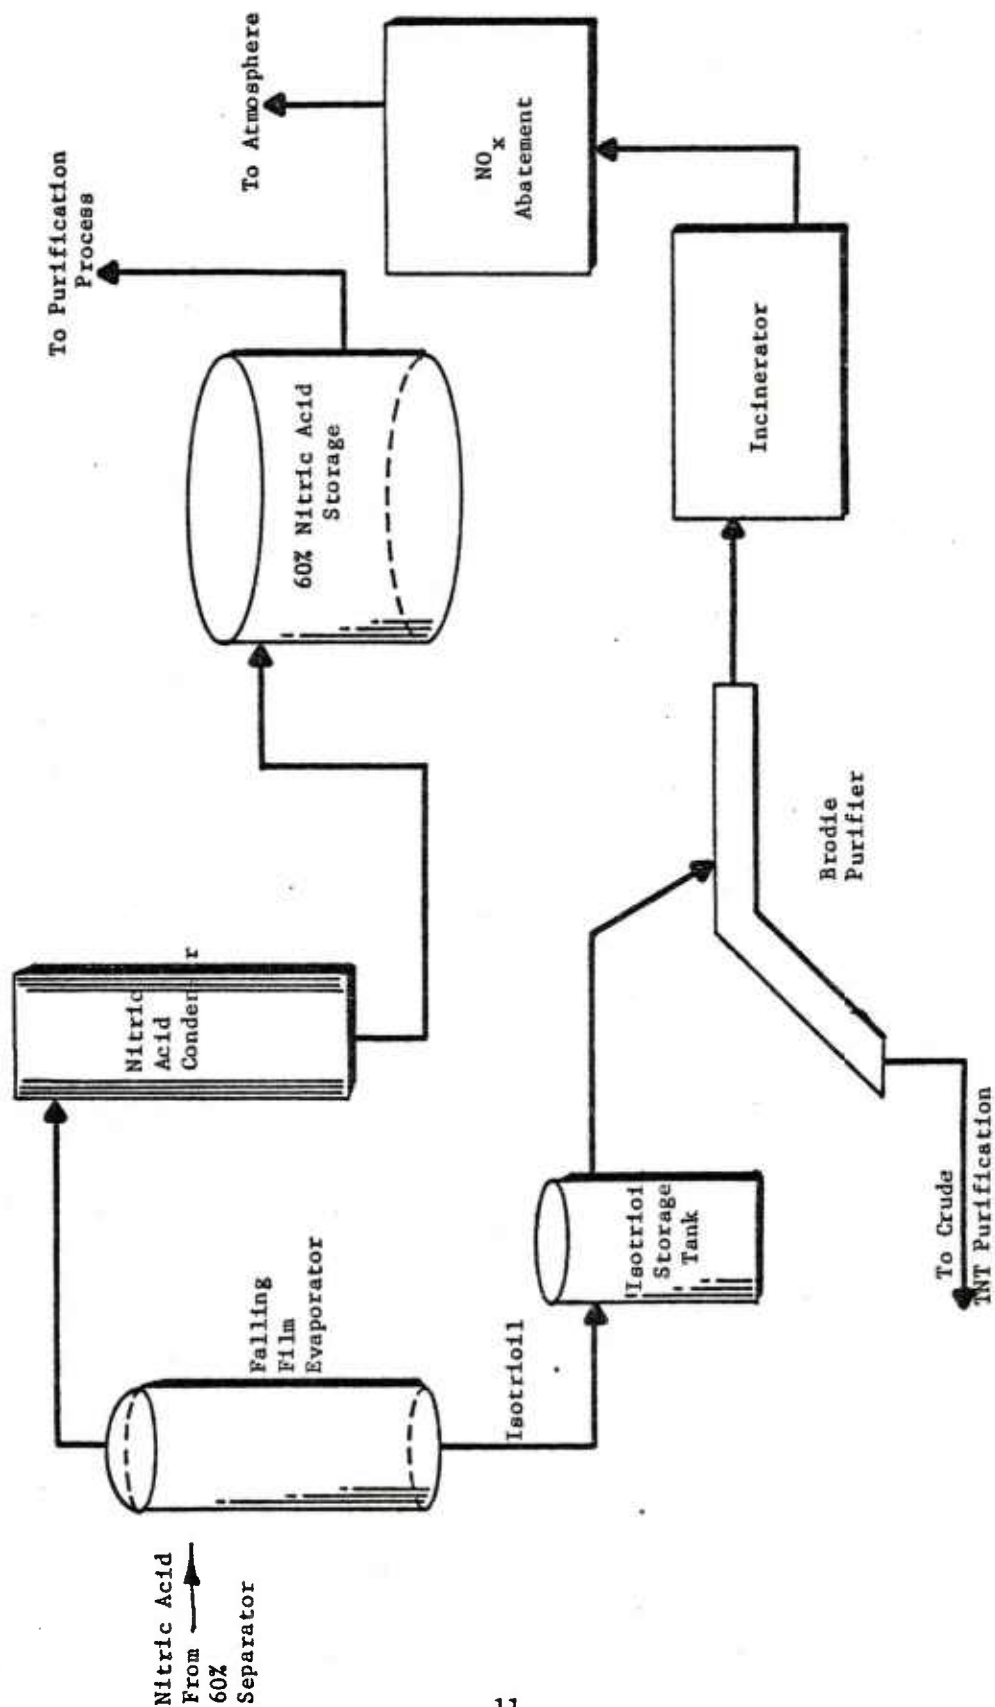 Nitric Acid
From
60%
Separator
Falling
Film
Evaporator
Nitric
Acid
Condenser
60% Nitric Acid
Storage
To Purification
Process
Isotrioil
Isotrioil
Storage
Tank
Brodie
Purifier
To Crude
TNT Purification
Incinerator
NOx
Abatement
To Atmosphere
11